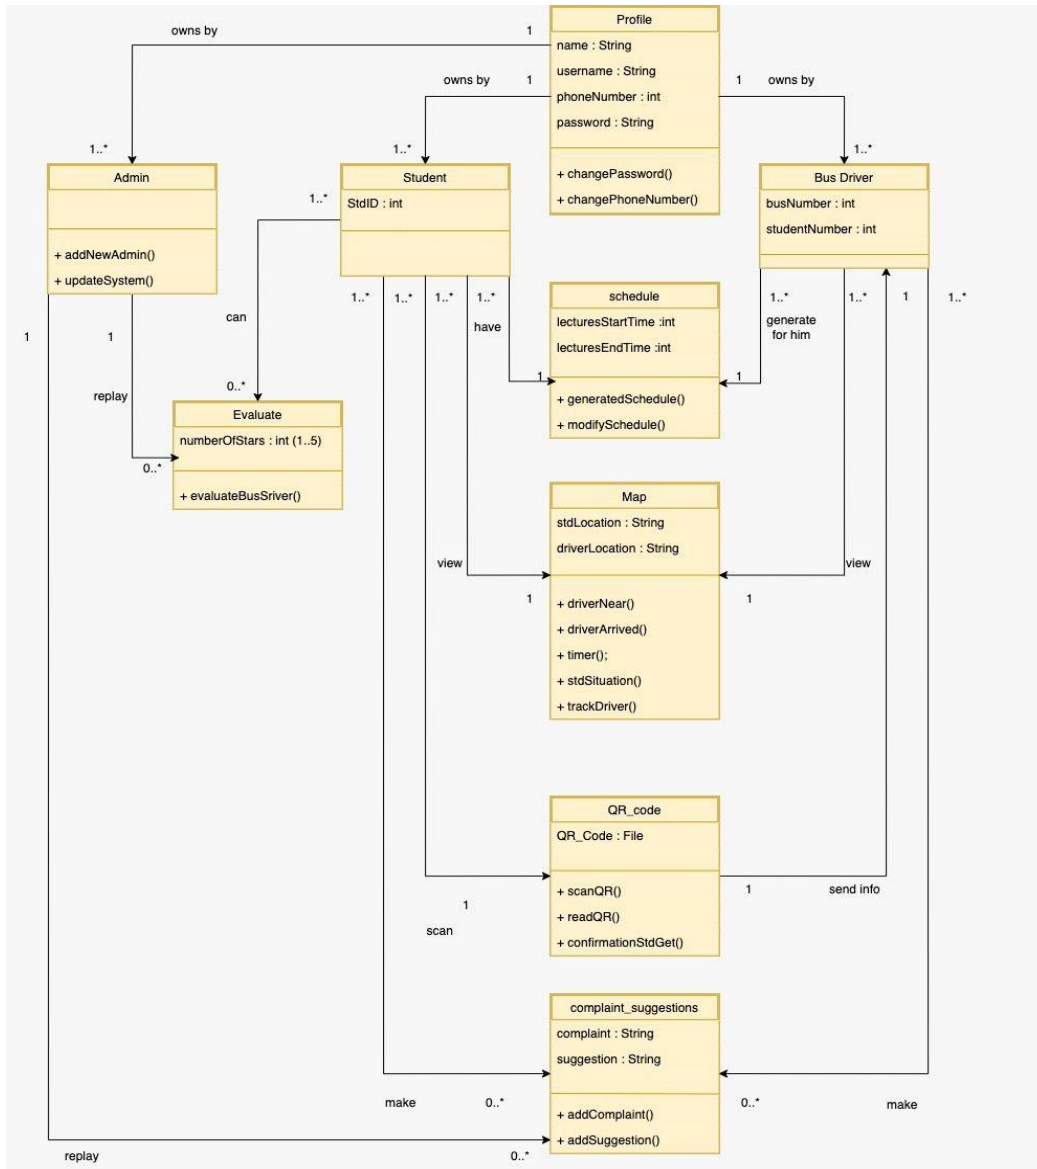 Profile
name : String
username : String
phoneNumber : int
password : String
+ changePassword()
+ changePhoneNumber()
owns by
1
1..*
owns by
1
1..*
1
owns by
1..*
Admin
+ addNewAdmin()
+ updateSystem()
Student
StdID : int
Bus Driver
busNumber : int
studentNumber : int
1..*
can
0..*
1
1
replay
0..*
Evaluate
numberOfStars : int (1..5)
+ evaluateBusSriver()
1..*
1..*
1..*
1..*
have
1
schedule
lecturesStartTime :int
lecturesEndTime :int
+ generatedSchedule()
+ modifySchedule()
1..*
generate
for him
1
1..*
1
1..*
Map
stdLocation : String
driverLocation : String
+ driverNear()
+ driverArrived()
+ timer();
+ stdSituation()
+ trackDriver()
view
1
view
1
QR_code
QR_Code : File
+ scanQR()
+ readQR()
+ confirmationStdGet()
1
scan
1
send info
complaint_suggestions
complaint : String
suggestion : String
+ addComplaint()
+ addSuggestion()
make
0..*
0..*
make
replay
0..*